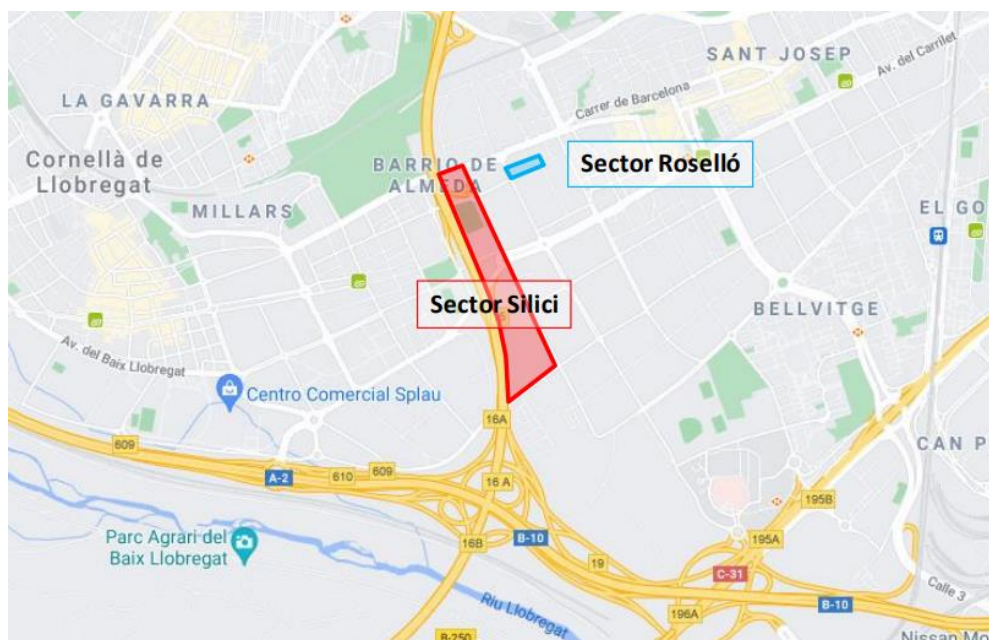 SANT JOSEP
Av. del Carrilet
Carrer de Barcelona
LA GAVARRA
Cornellà de
Llobregat
BARRIO DE
ALMEDA
Sector Roselló
MILLARS
EL GO
Sector Silici
BELLVITGE
Av. del Baix Llobregat
Centro Comercial Splau
16A
609
CAN P
A-2
610
609
16 A
195B
Parc Agrari del
Baix Llobregat
16B
B-10
195A
19
C-31
Calle 3
Riu Llobregat
196A
B-10
B-250
Nissan Mo